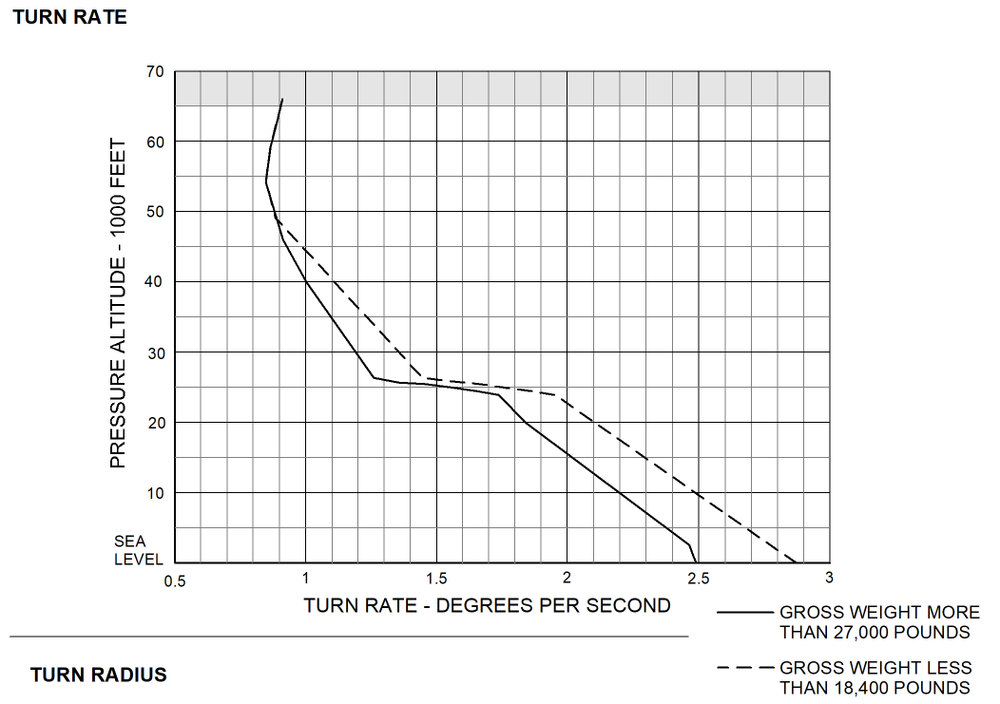 TURN RATE
70
60
50
40
30
20
10
SEA
LEVEL
PRESSURE ALTITUDE - 1000 FEET
0.5 1 1.5 2 2.5 3
TURN RATE - DEGREES PER SECOND
GROSS WEIGHT MORE
THAN 27,000 POUNDS
GROSS WEIGHT LESS
THAN 18,400 POUNDS
TURN RADIUS